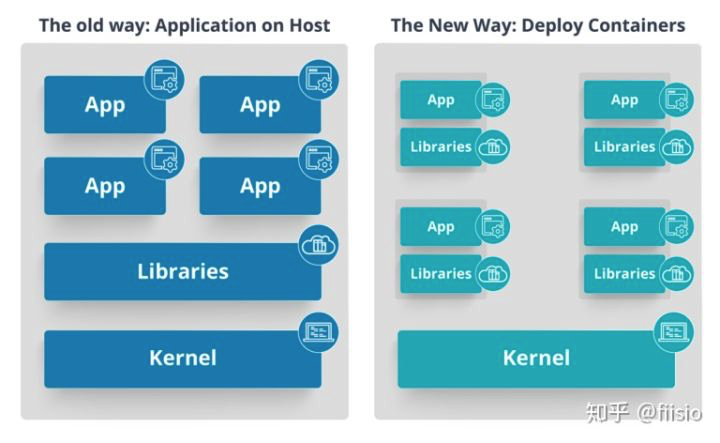 The old way: Application on Host
App
App
App
App
Libraries
Kernel
The New Way: Deploy Containers
App
App
Libraries
Libraries
App
App
Libraries
Libraries
Kernel
知乎 @fiisio